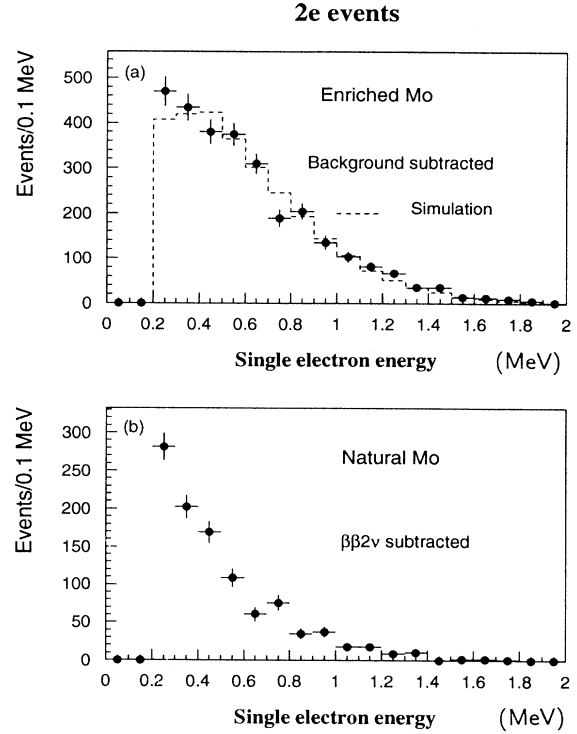 2e events
(a)
Enriched Mo
Background subtracted
Simulation
Events/0.1 MeV
500
400
300
200
100
0
0 0.2 0.4 0.6 0.8 1 1.2 1.4 1.6 1.8 2
Single electron energy (MeV)
(b)
Natural Mo
ββ2ν subtracted
Events/0.1 MeV
300
250
200
150
100
50
0
0 0.2 0.4 0.6 0.8 1 1.2 1.4 1.6 1.8 2
Single electron energy (MeV)